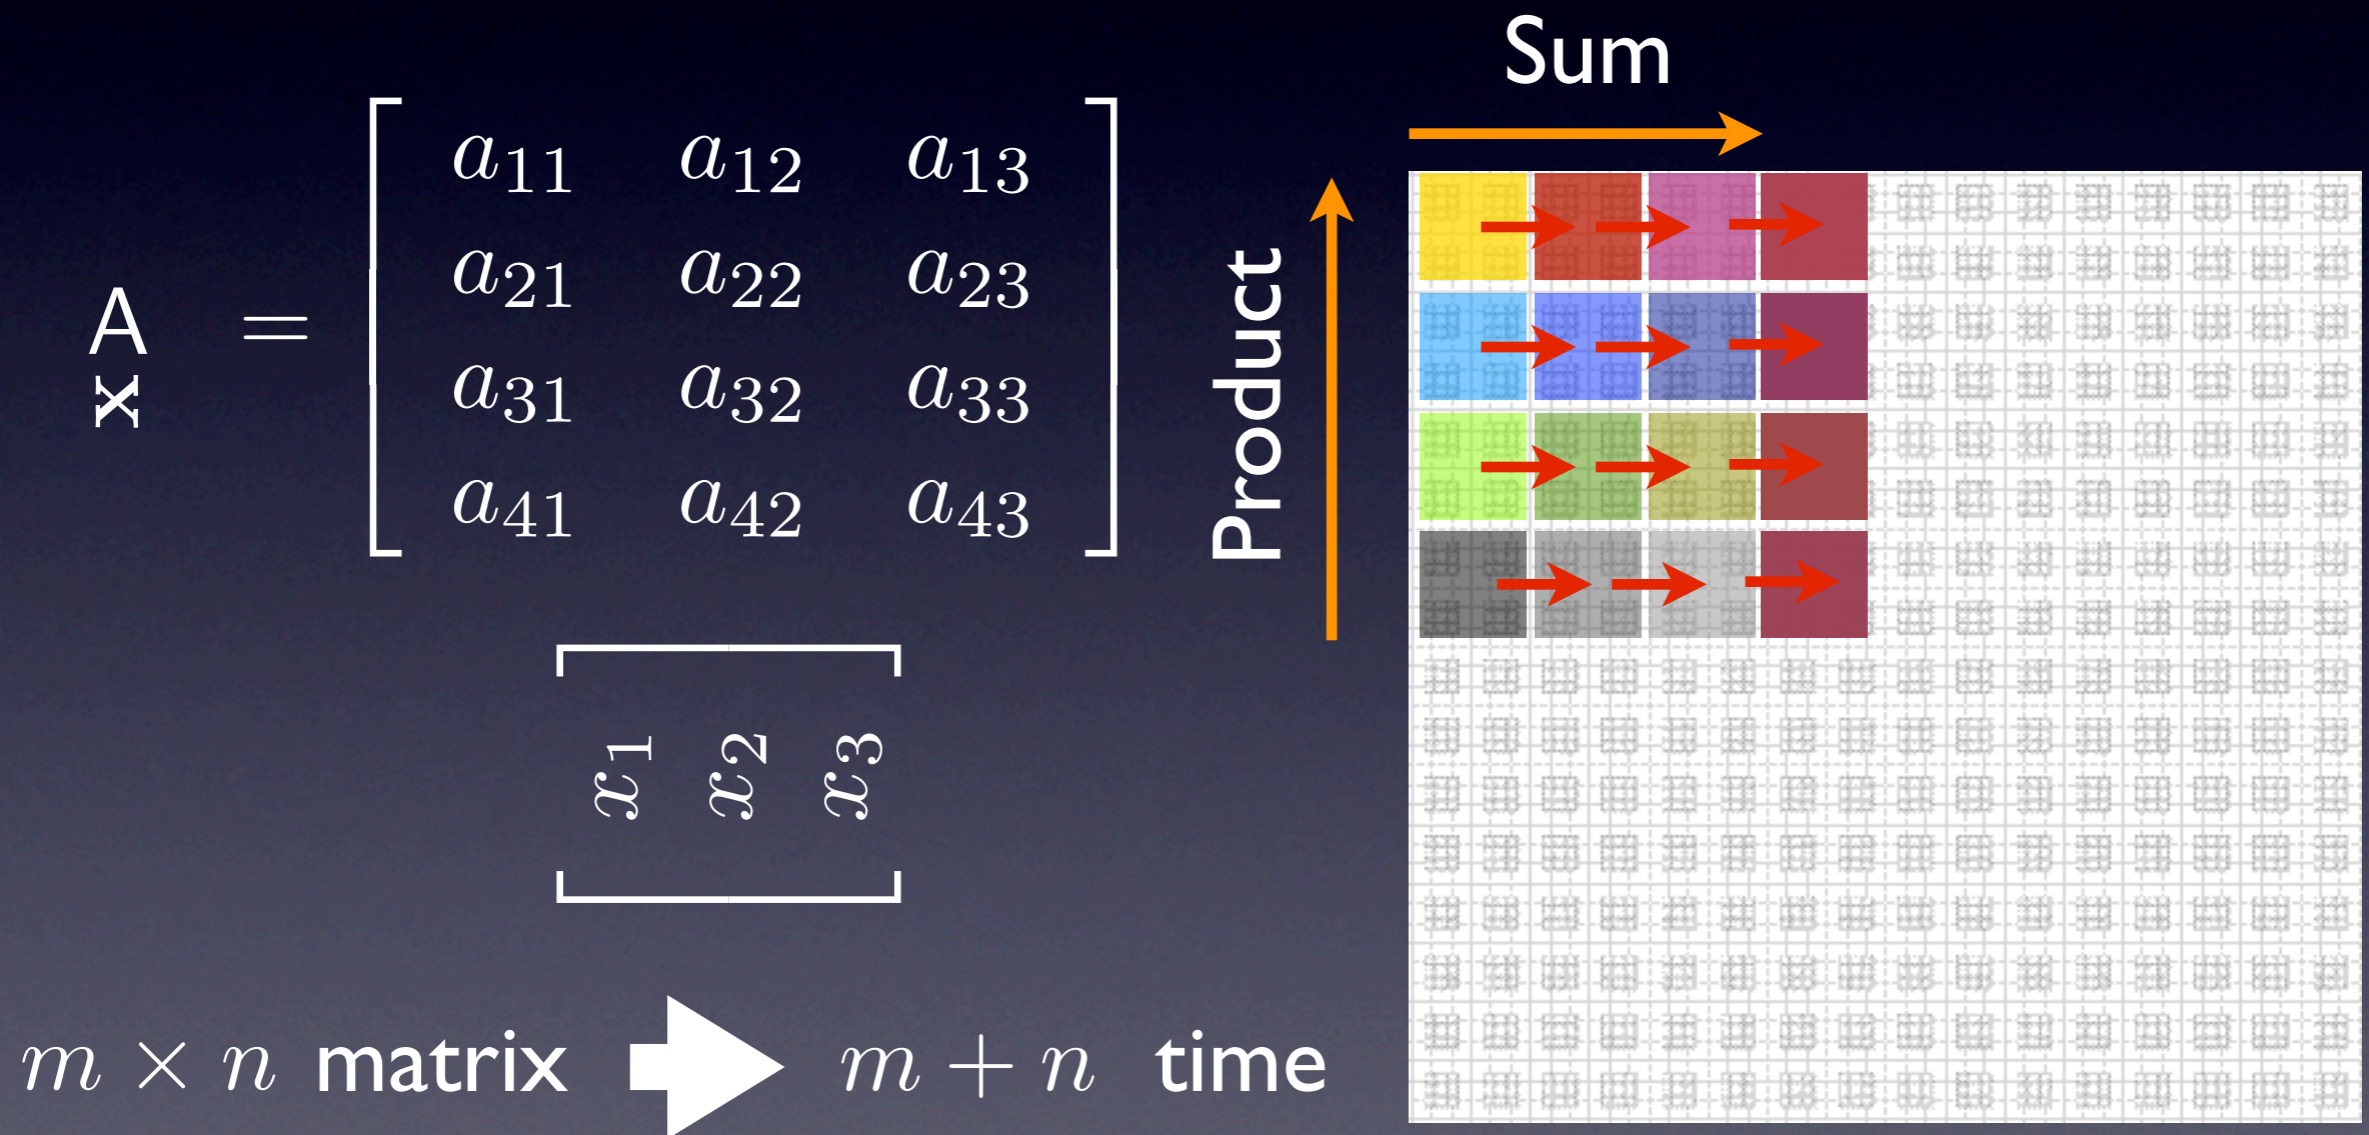 Sum
Product
A x = [ a11 a12 a13
a21 a22 a23
a31 a32 a33
a41 a42 a43 ]
[ x1 x2 x3 ]
m × n matrix ➡ m + n time